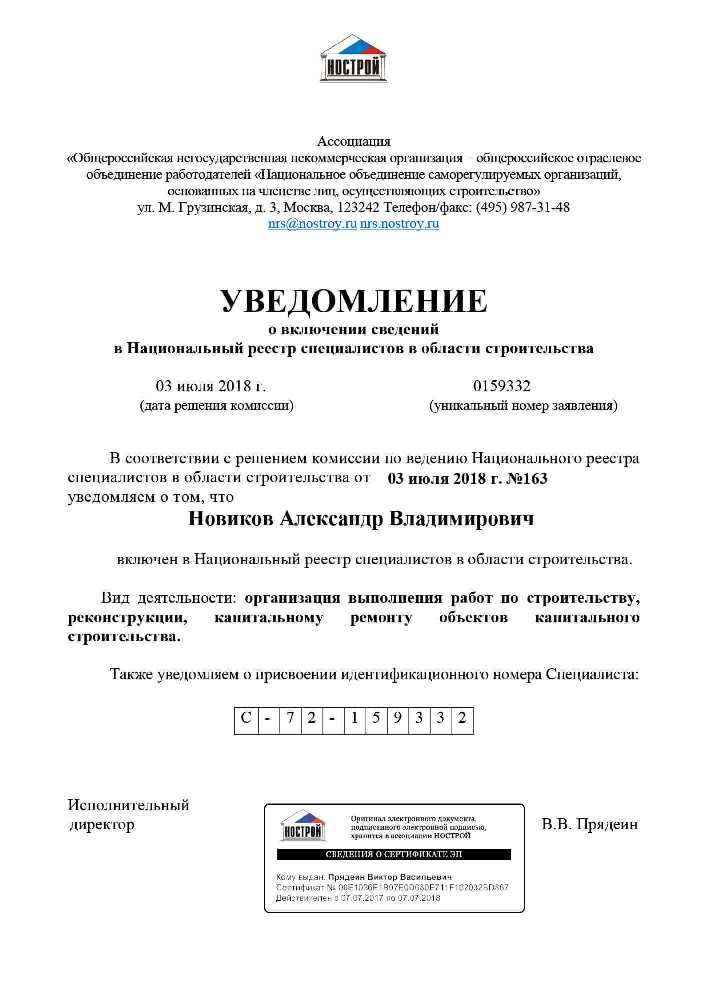 НОСТРОЙ
Ассоциация
«Общероссийская негосударственная некоммерческая организация – общероссийское отраслевое
объединение работодателей «Национальное объединение саморегулируемых организаций,
основанных на членстве лиц, осуществляющих строительство»
ул. М. Грузинская, д. 3, Москва, 123242 Телефон/факс: (495) 987-31-48
nrs@nostroy.ru nrs.nostroy.ru
УВЕДОМЛЕНИЕ
о включении сведений
в Национальный реестр специалистов в области строительства
03 июля 2018 г. 0159332
(дата решения комиссии) (уникальный номер заявления)
В соответствии с решением комиссии по ведению Национального реестра
специалистов в области строительства от 03 июля 2018 г. №163
уведомляем о том, что
Новиков Александр Владимирович
включен в Национальный реестр специалистов в области строительства.
Вид деятельности: организация выполнения работ по строительству,
реконструкции, капитальному ремонту объектов капитального
строительства.
Также уведомляем о присвоении идентификационного номера Специалиста:
С - 7 2 - 1 5 9 3 3 2
Исполнительный
директор В.В. Прядеин
НОСТРОЙ
Оригинал электронного документа,
подписанного электронной подписью,
хранится в ассоциации НОСТРОЙ
СВЕДЕНИЯ О СЕРТИФИКАТЕ ЭП
Кому выдан: Прядеин Виктор Васильевич
Сертификат №
Действителен с 07.07.2017 по 07.07.2018